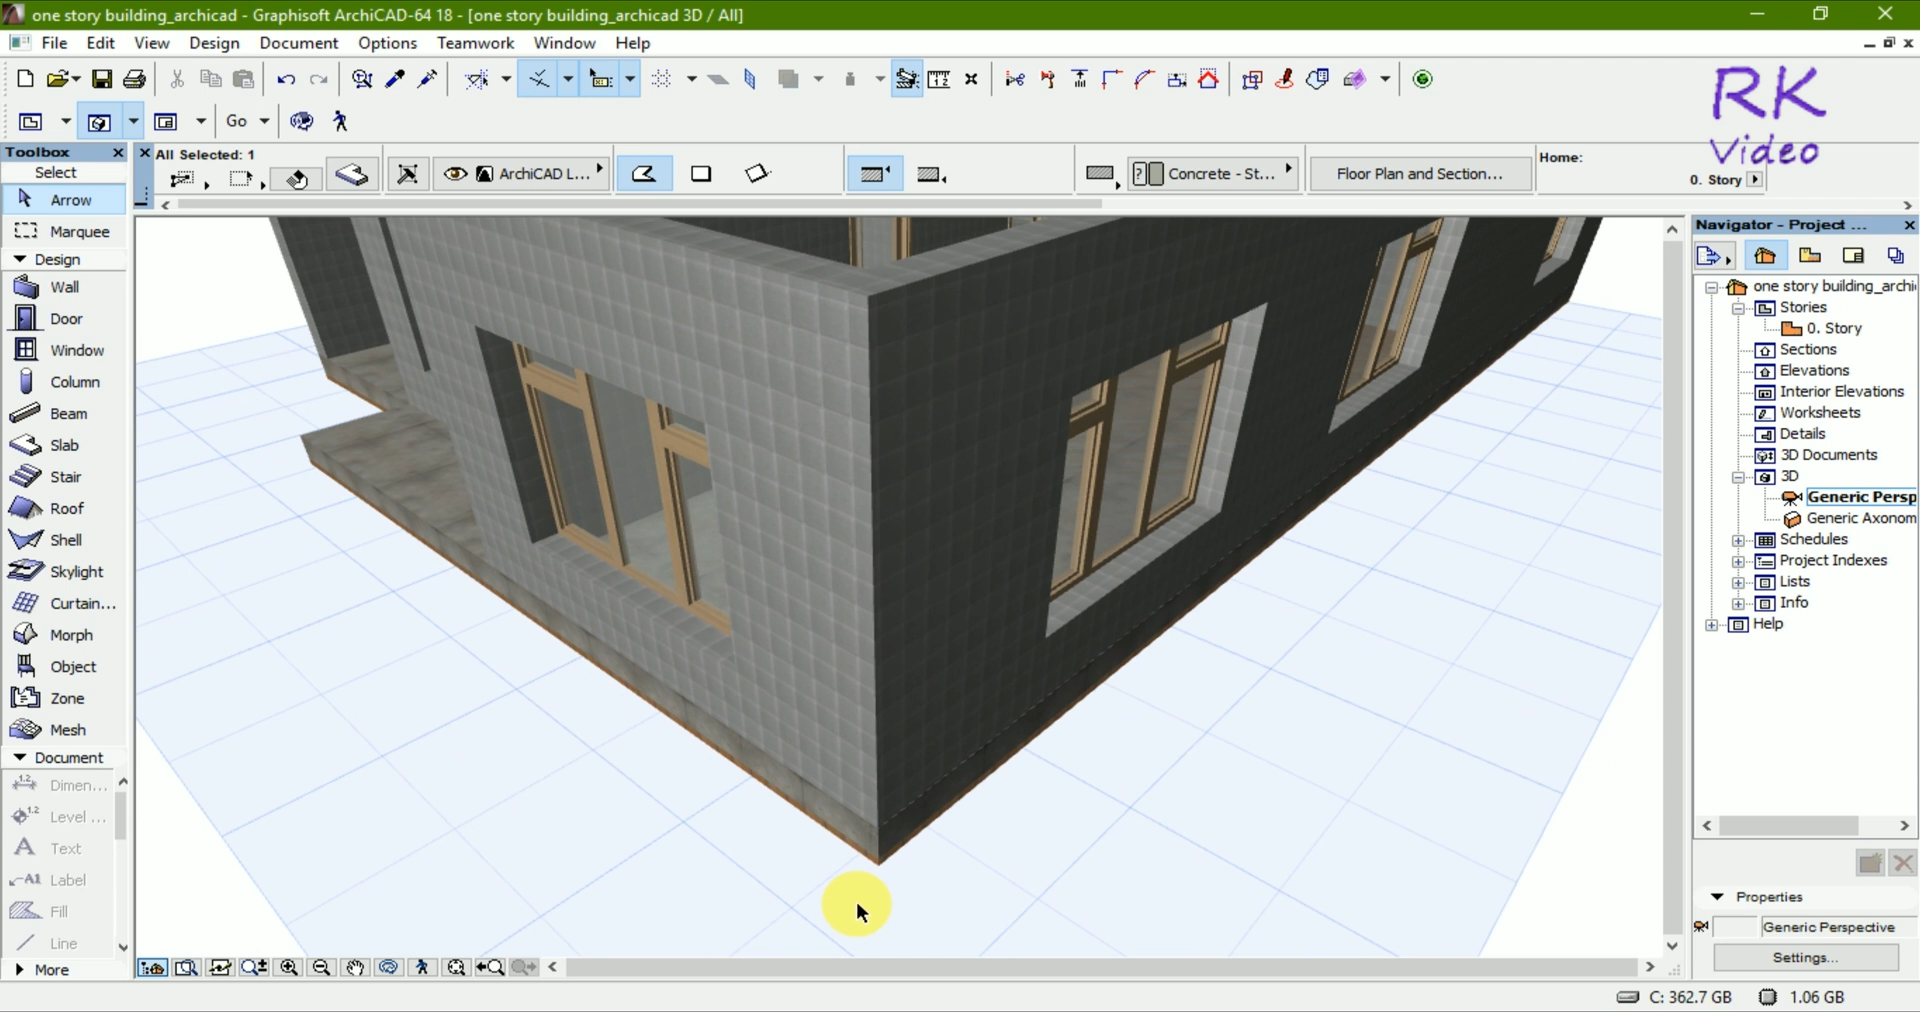 one story building_archicad - Graphisoft ArchiCAD-64 18 - [one story building_archicad 3D / All]
File Edit View Design Document Options Teamwork Window Help
Go
RK
Video
Toolbox
Select
Arrow
Marquee
Design
Wall
Door
Window
Column
Beam
Slab
Stair
Roof
Shell
Skylight
Curtain...
Morph
Object
Zone
Mesh
Document
Dimen...
Level ...
Text
Label
Fill
Line
More
All Selected: 1
ArchiCAD L...
Concrete - St...
Floor Plan and Section...
Home:
0. Story
Navigator - Project ...
one story building_archi
Stories
0. Story
Sections
Elevations
Interior Elevations
Worksheets
Details
3D Documents
3D
Generic Persp
Generic Axonom
Schedules
Project Indexes
Lists
Info
Help
Properties
Generic Perspective
Settings...
C: 362.7 GB 1.06 GB